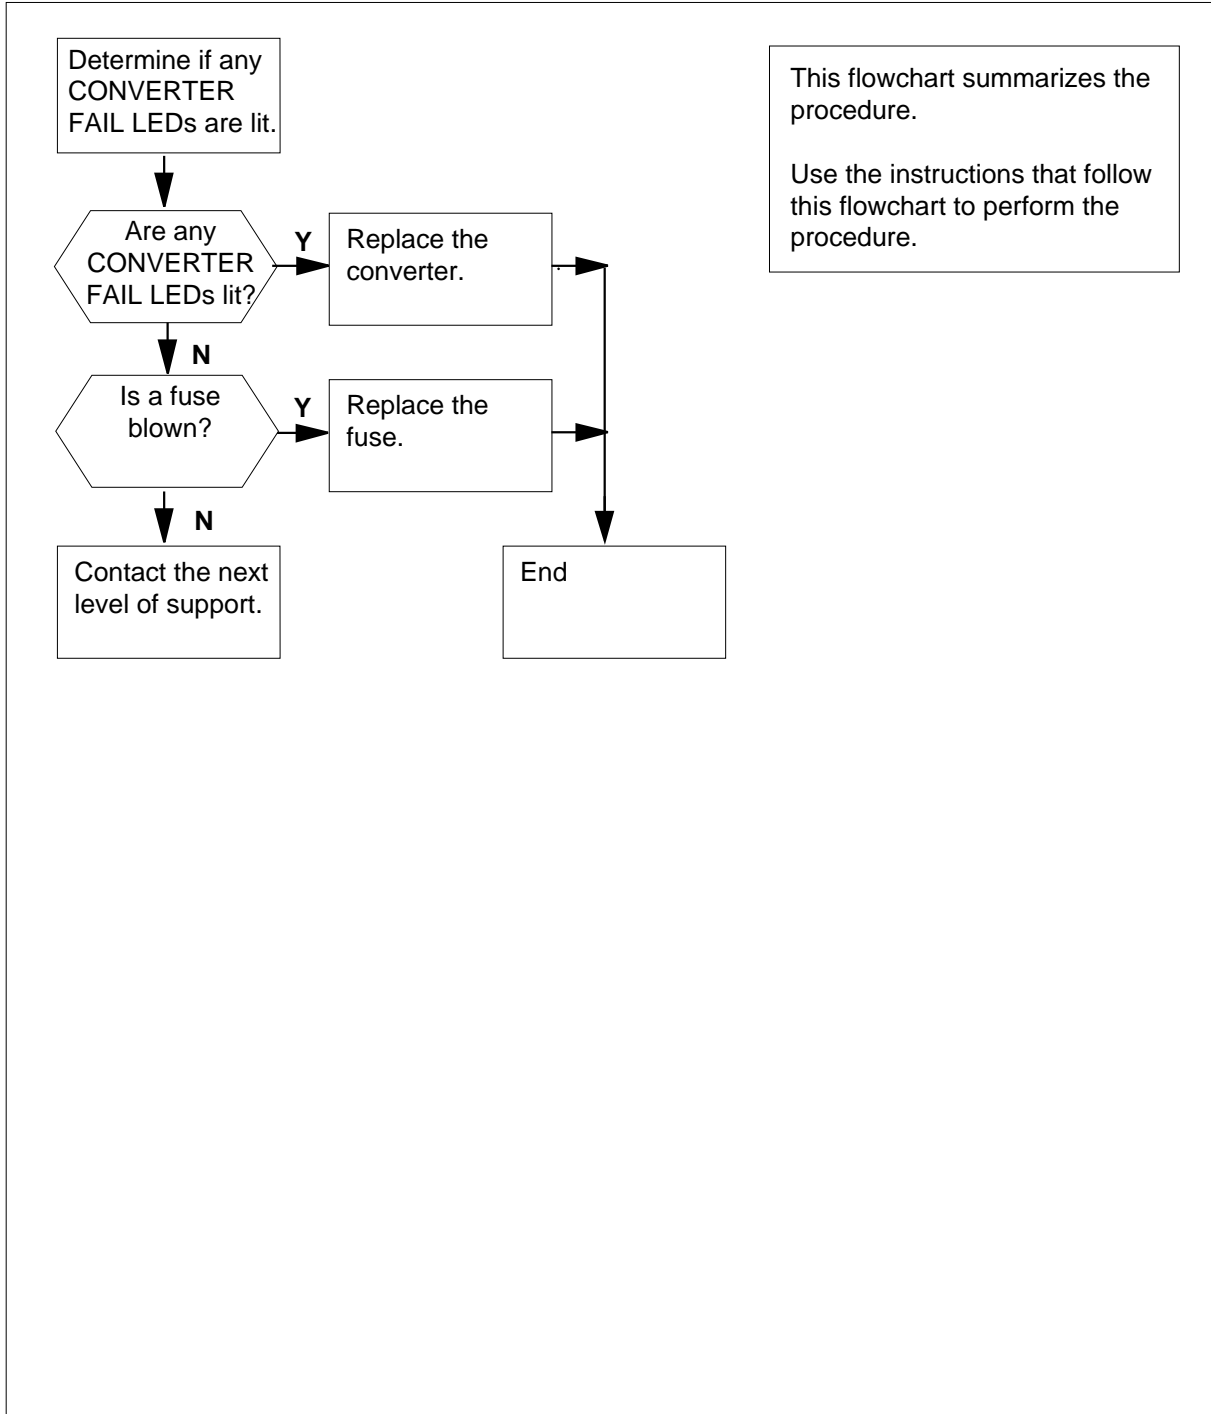 Determine if any
CONVERTER
FAIL LEDs are lit.
This flowchart summarizes the
procedure.
Use the instructions that follow
this flowchart to perform the
procedure.
Are any
CONVERTER
FAIL LEDs lit?
Y
Replace the
converter.
N
Is a fuse
blown?
Y
Replace the
fuse.
N
Contact the next
level of support.
End